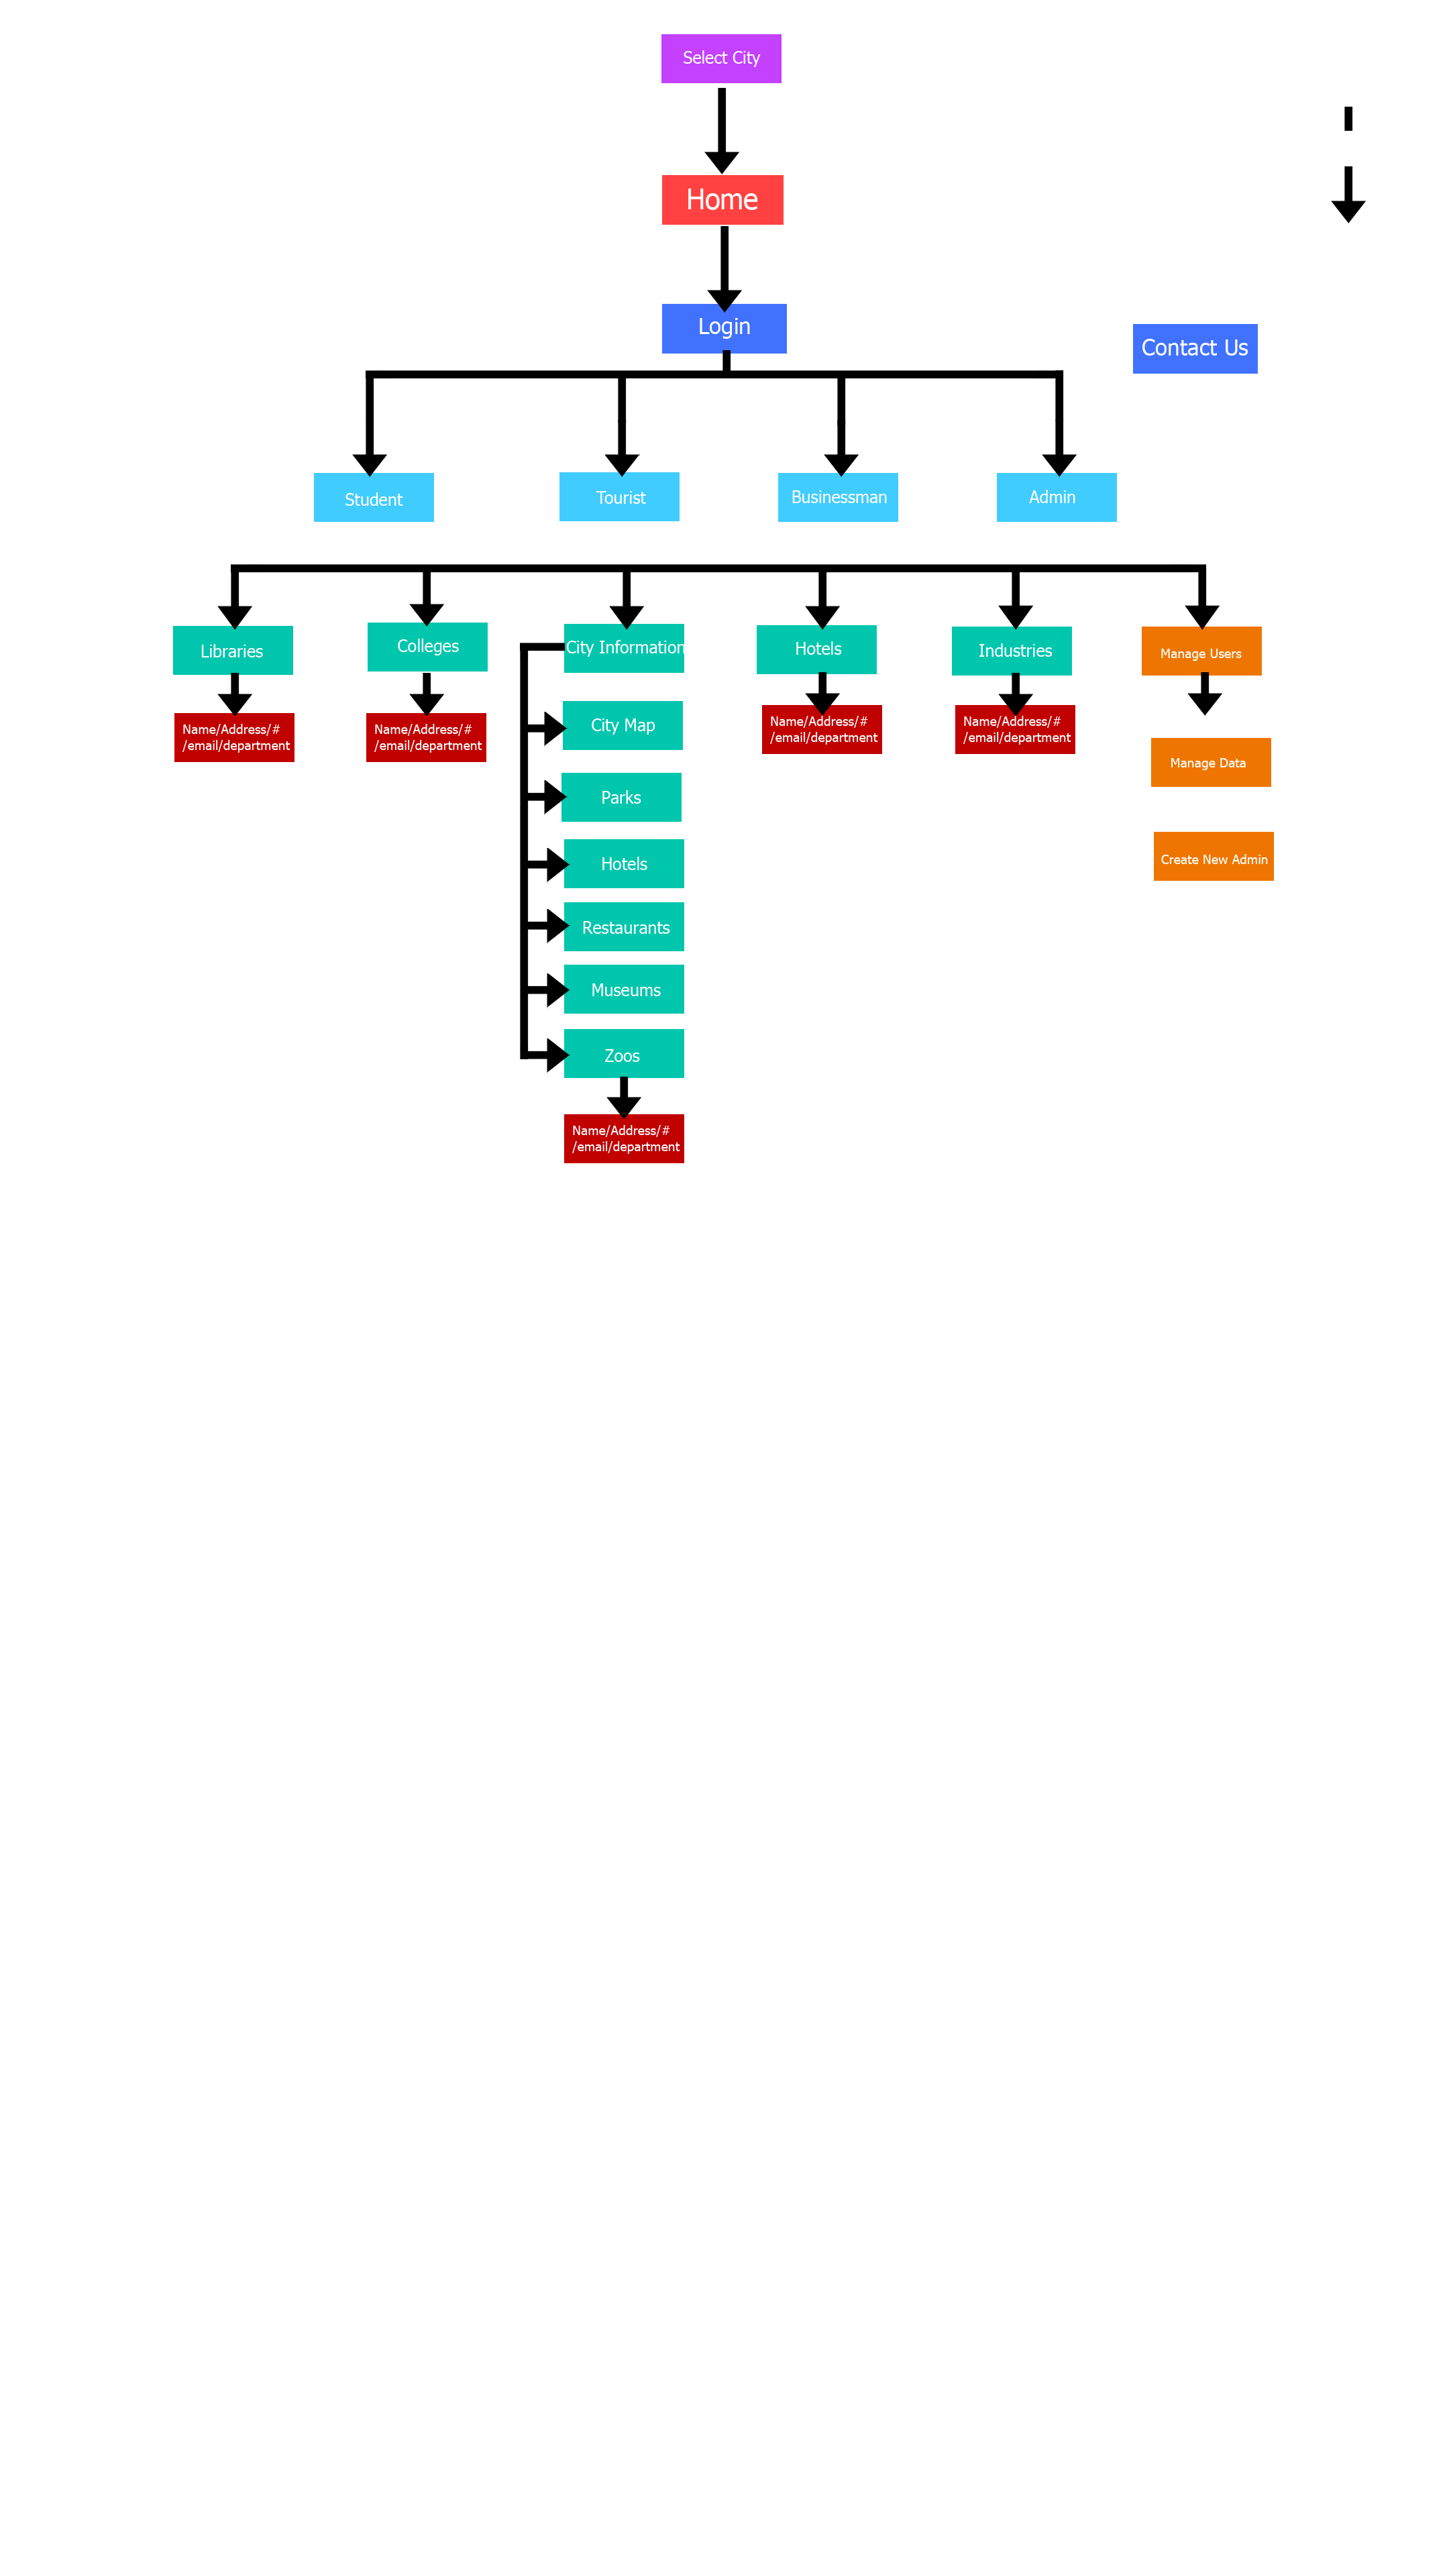 Select City
Home
Login
Contact Us
Student
Tourist
Businessman
Admin
Libraries
Colleges
City Information
Hotels
Industries
Manage Users
Name/Address/#
/email/department
Name/Address/#
/email/department
City Map
Name/Address/#
/email/department
Name/Address/#
/email/department
Manage Data
Parks
Hotels
Create New Admin
Restaurants
Museums
Zoos
Name/Address/#
/email/department